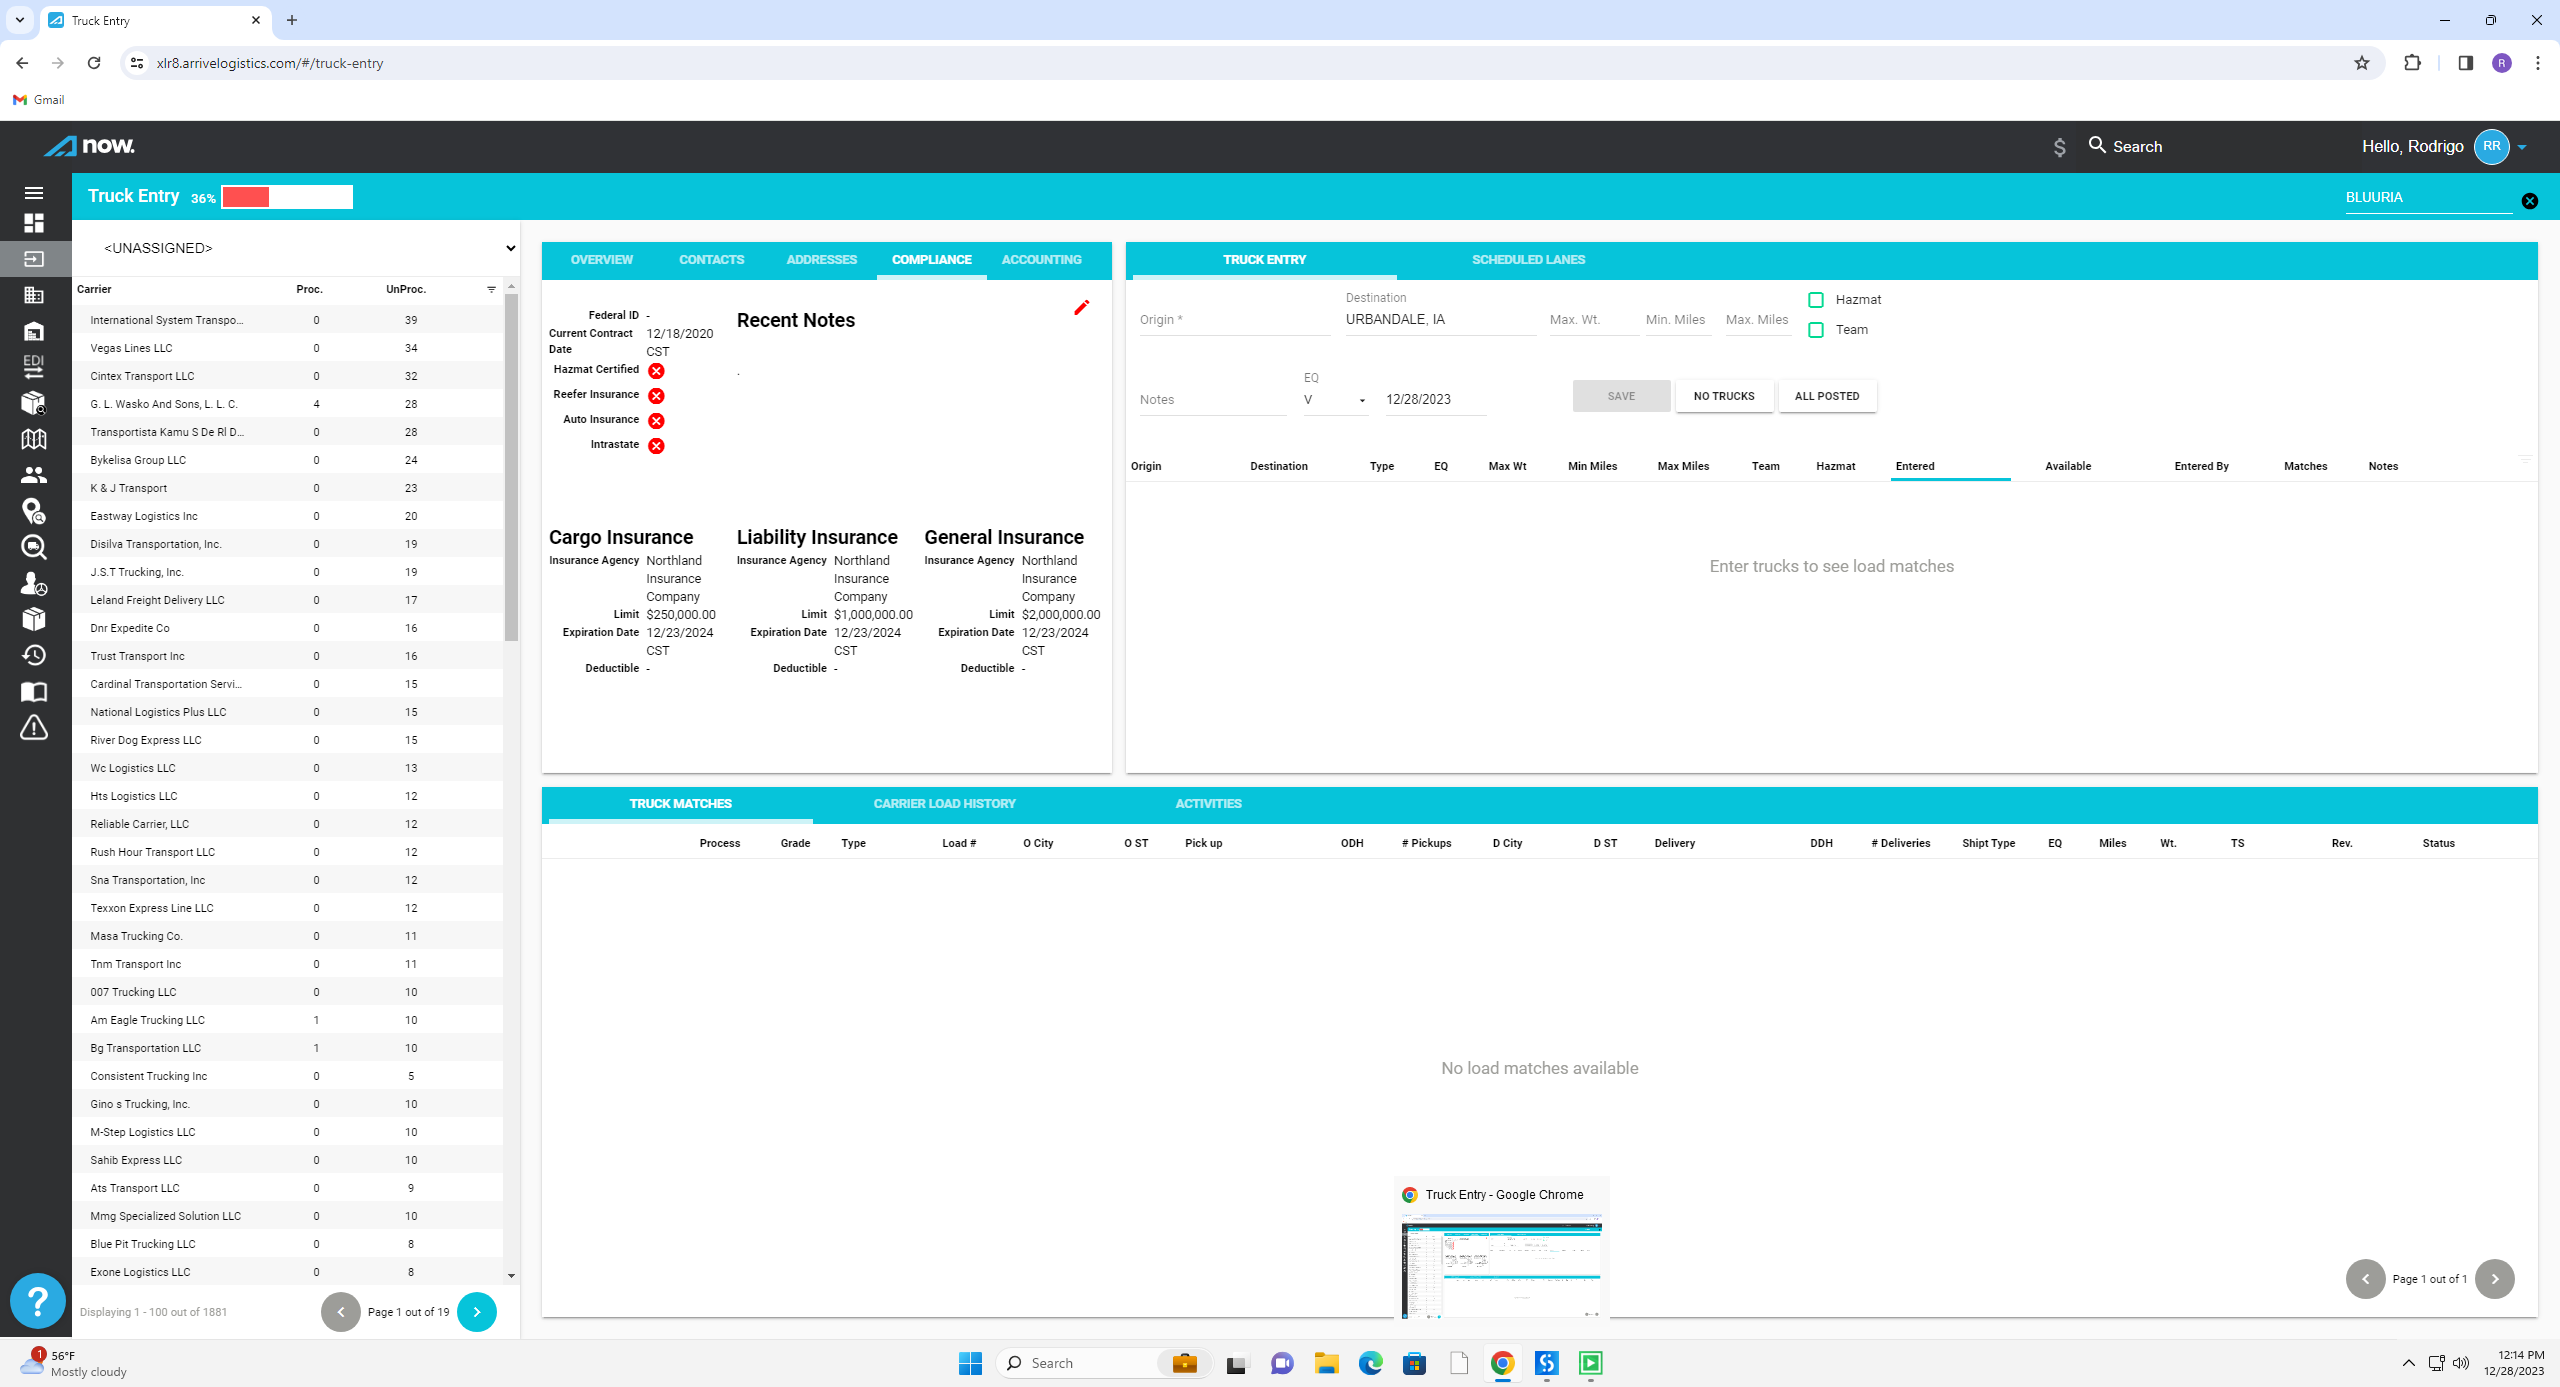 Truck Entry
xlr8.arrivelogistics.com/#/truck-entry
R
Gmail
now.
$
Search
Hello, Rodrigo
RR
Truck Entry 36%
BLUURIA
<UNASSIGNED>
Carrier Proc. UnProc.
International System Transpo... 0 39
Vegas Lines LLC 0 34
Cintex Transport LLC 0 32
G. L. Wasko And Sons, L. L. C. 4 28
Transportista Kamu S De Rl D... 0 28
Bykelisa Group LLC 0 24
K & J Transport 0 23
Eastway Logistics Inc 0 20
Disilva Transportation, Inc. 0 19
J.S.T Trucking, Inc. 0 19
Leland Freight Delivery LLC 0 17
Dnr Expedite Co 0 16
Trust Transport Inc 0 16
Cardinal Transportation Servi... 0 15
National Logistics Plus LLC 0 15
River Dog Express LLC 0 15
Wc Logistics LLC 0 13
Hts Logistics LLC 0 12
Reliable Carrier, LLC 0 12
Rush Hour Transport LLC 0 12
Sna Transportation, Inc 0 12
Texxon Express Line LLC 0 12
Masa Trucking Co. 0 11
Tnm Transport Inc 0 11
007 Trucking LLC 0 10
Am Eagle Trucking LLC 1 10
Bg Transportation LLC 1 10
Consistent Trucking Inc 0 5
Gino s Trucking, Inc. 0 10
M-Step Logistics LLC 0 10
Sahib Express LLC 0 10
Ats Transport LLC 0 9
Mmg Specialized Solution LLC 0 10
Blue Pit Trucking LLC 0 8
Exone Logistics LLC 0 8
Displaying 1 - 100 out of 1881
Page 1 out of 19
EDI
?
OVERVIEW CONTACTS ADDRESSES COMPLIANCE ACCOUNTING
Federal ID -
Current Contract Date 12/18/2020 CST
Hazmat Certified
Reefer Insurance
Auto Insurance
Intrastate
Recent Notes
.
Cargo Insurance
Insurance Agency Northland Insurance Company
Limit $250,000.00
Expiration Date 12/23/2024 CST
Deductible -
Liability Insurance
Insurance Agency Northland Insurance Company
Limit $1,000,000.00
Expiration Date 12/23/2024 CST
Deductible -
General Insurance
Insurance Agency Northland Insurance Company
Limit $2,000,000.00
Expiration Date 12/23/2024 CST
Deductible -
TRUCK ENTRY SCHEDULED LANES
Origin *
Destination
URBANDALE, IA
Max. Wt. Min. Miles Max. Miles
Hazmat
Team
Notes
EQ
V
12/28/2023
SAVE NO TRUCKS ALL POSTED
Origin Destination Type EQ Max Wt Min Miles Max Miles Team Hazmat Entered Available Entered By Matches Notes
Enter trucks to see load matches
TRUCK MATCHES CARRIER LOAD HISTORY ACTIVITIES
Process Grade Type Load # O City O ST Pick up ODH # Pickups D City D ST Delivery DDH # Deliveries Shipt Type EQ Miles Wt. TS Rev. Status
No load matches available
Truck Entry - Google Chrome
Page 1 out of 1
1
56°F
Mostly cloudy
Search
12:14 PM
12/28/2023